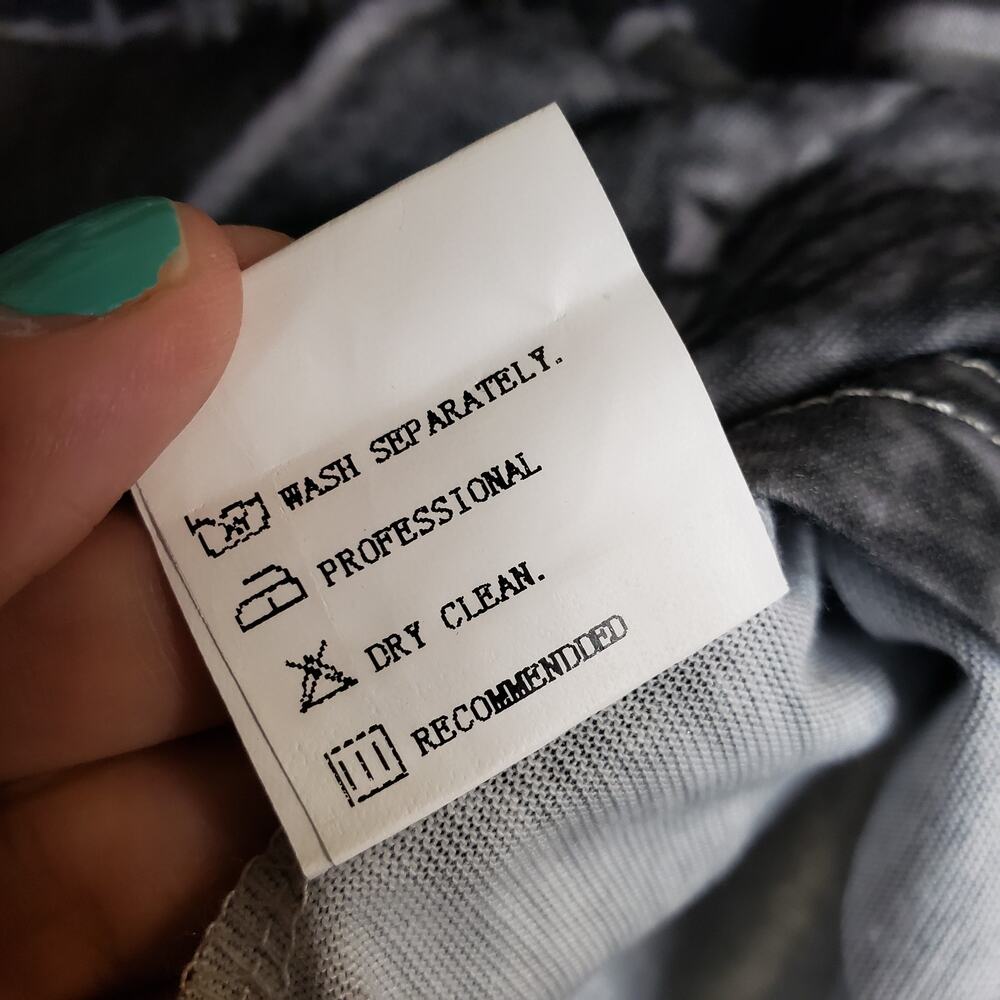 WASH SEPARATELY.
PROFESSIONAL
DRY CLEAN.
RECOMMENDDED